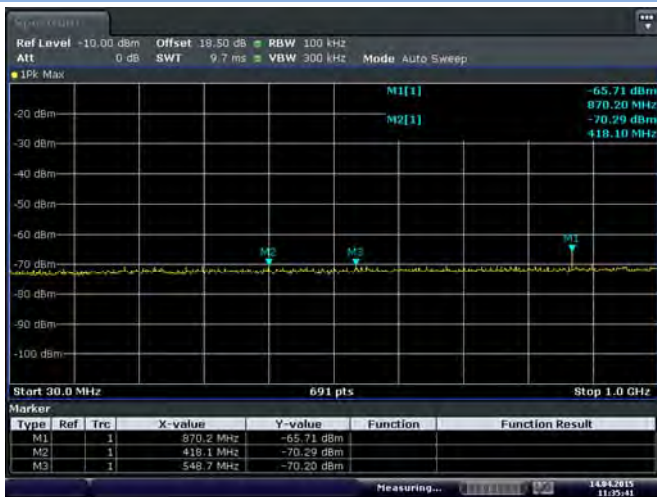 Spectrum
Ref Level -10.00 dBm Offset 18.50 dB RBW 100 kHz
Att 0 dB SWT 9.7 ms VBW 300 kHz Mode Auto Sweep
1Pk Max
M1[1] -65.71 dBm
870.20 MHz
M2[1] -70.29 dBm
418.10 MHz
-20 dBm
-30 dBm
-40 dBm
-50 dBm
-60 dBm
M1
M2 M3
-70 dBm
-80 dBm
-90 dBm
-100 dBm
Start 30.0 MHz 691 pts Stop 1.0 GHz
Marker
Type Ref Trc X-value Y-value Function Function Result
M1 1 870.2 MHz -65.71 dBm
M2 1 418.1 MHz -70.29 dBm
M3 1 548.7 MHz -70.20 dBm
Measuring... 14.04.2015
11:35:41